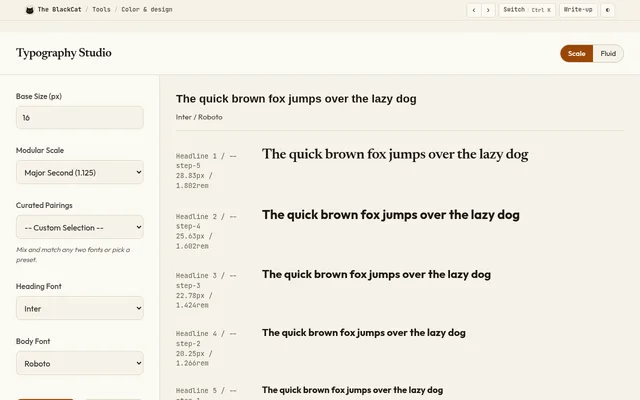 The BlackCat / Tools / Color & design
‹ › Switch · Ctrl K Write-up
Typography Studio
Scale Fluid
Base Size (px)
16
Modular Scale
Major Second (1.125)
Curated Pairings
-- Custom Selection --
Mix and match any two fonts or pick a
preset.
Heading Font
Inter
Body Font
Roboto
The quick brown fox jumps over the lazy dog
Inter / Roboto
Headline 1 / --
step-5
28.83px /
1.802rem
The quick brown fox jumps over the lazy dog
Headline 2 / --
step-4
25.63px /
1.602rem
The quick brown fox jumps over the lazy dog
Headline 3 / --
step-3
22.78px /
1.424rem
The quick brown fox jumps over the lazy dog
Headline 4 / --
step-2
20.25px /
1.266rem
The quick brown fox jumps over the lazy dog
Headline 5 / --
The quick brown fox jumps over the lazy dog